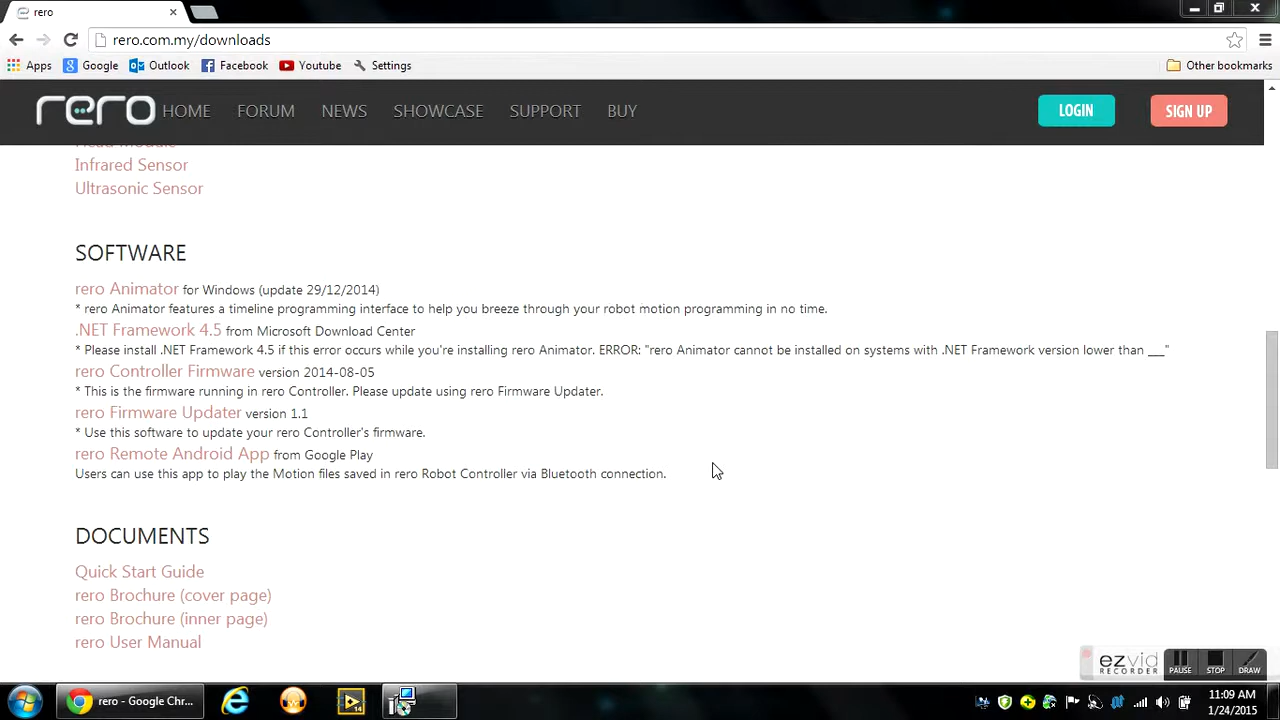 rero
rero.com.my/downloads
Apps Google Outlook Facebook Youtube Settings Other bookmarks
rero HOME FORUM NEWS SHOWCASE SUPPORT BUY LOGIN SIGN UP
Head Module
Infrared Sensor
Ultrasonic Sensor
SOFTWARE
rero Animator for Windows (update 29/12/2014)
* rero Animator features a timeline programming interface to help you breeze through your robot motion programming in no time.
.NET Framework 4.5 from Microsoft Download Center
* Please install .NET Framework 4.5 if this error occurs while you're installing rero Animator. ERROR: "rero Animator cannot be installed on systems with .NET Framework version lower than ___"
rero Controller Firmware version 2014-08-05
* This is the firmware running in rero Controller. Please update using rero Firmware Updater.
rero Firmware Updater version 1.1
* Use this software to update your rero Controller's firmware.
rero Remote Android App from Google Play
Users can use this app to play the Motion files saved in rero Robot Controller via Bluetooth connection.
DOCUMENTS
Quick Start Guide
rero Brochure (cover page)
rero Brochure (inner page)
rero User Manual
ezvid RECORDER PAUSE STOP DRAW
rero - Google Chr... 14 11:09 AM
1/24/2015